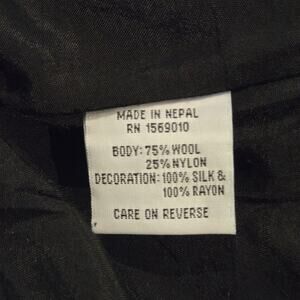 MADE IN NEPAL
RN 1569010
BODY: 75% WOOL
25% NYLON
DECORATION: 100% SILK &
100% RAYON
CARE ON REVERSE